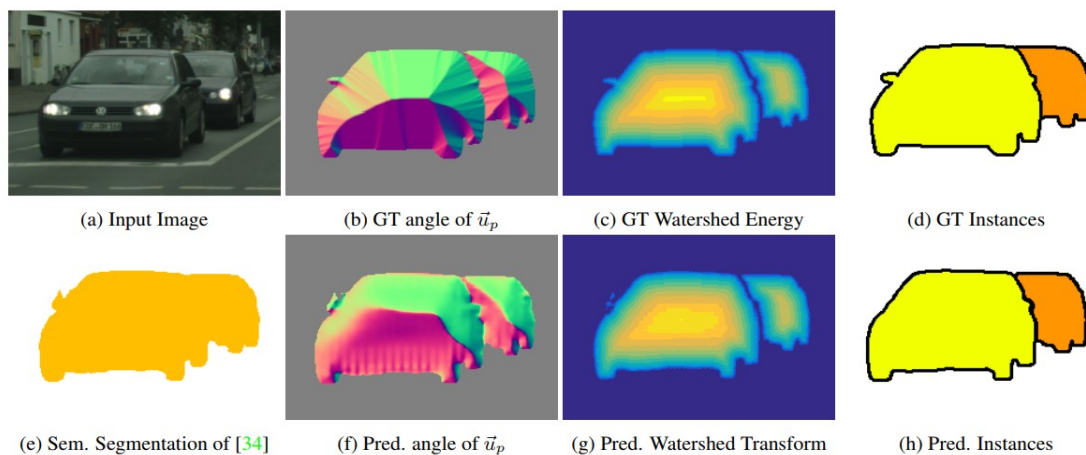 (a) Input Image
(b) GT angle of $\vec{u}_p$
(c) GT Watershed Energy
(d) GT Instances
(e) Sem. Segmentation of [34]
(f) Pred. angle of $\vec{u}_p$
(g) Pred. Watershed Transform
(h) Pred. Instances